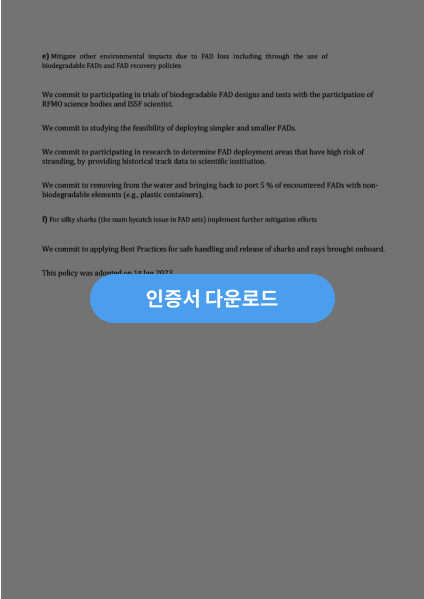 e) Mitigate other environmental impacts due to FAD loss including through the use of
biodegradable FADs and FAD recovery policies
We commit to participating in trials of biodegradable FAD designs and tests with the participation of
RFMO science bodies and ISSF scientist.
We commit to studying the feasibility of deploying simpler and smaller FADs.
We commit to participating in research to determine FAD deployment areas that have high risk of
stranding, by providing historical track data to scientific institution.
We commit to removing from the water and bringing back to port 5 % of encountered FADs with non-
biodegradable elements (e.g., plastic containers).
f) For silky sharks (the main bycatch issue in FAD sets) implement further mitigation efforts
We commit to applying Best Practices for safe handling and release of sharks and rays brought onboard.
This policy was adopted on 1st Jan 2023
인증서 다운로드